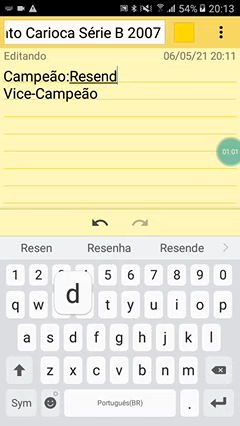 54% 20:13
nto Carioca Série B 2007
Editando 06/05/21 20:11
Campeão:Resend
Vice-Campeão
01:01
Resen Resenha Resende
1 2 3 4 5 6 7 8 9 0
q w d t y u i o p
a s d f g h j k l
z x c v b n m
Sym Português(BR) .